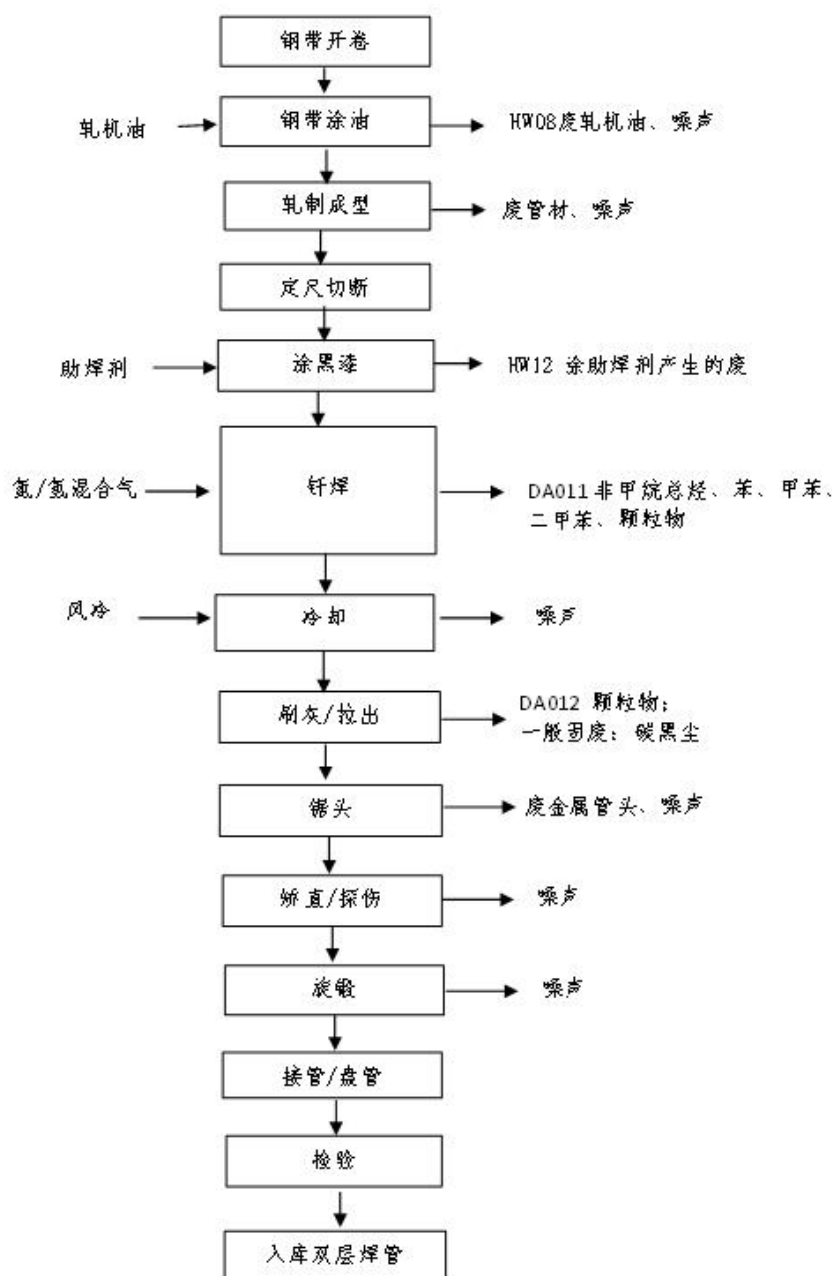 钢带开卷
轧机油
钢带涂油
HW08废轧机油、噪声
轧制成型
废管材、噪声
定尺切断
助焊剂
涂黑漆
HW12 涂助焊剂产生的废
氮/氢混合气
钎焊
DA011 非甲烷总烃、苯、甲苯、
二甲苯、颗粒物
风冷
冷却
噪声
刷灰/拉出
DA012 颗粒物；
一般固废：碳黑尘
锯头
废金属管头、噪声
矫直/探伤
噪声
旋锻
噪声
接管/盘管
检验
入库双层焊管